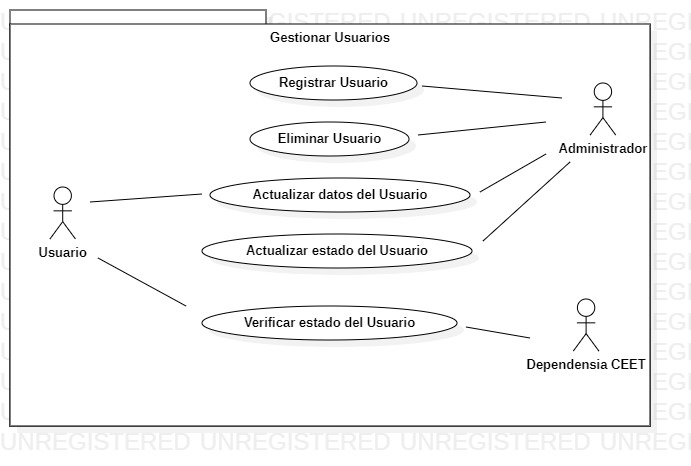 Gestionar Usuarios
Registrar Usuario
Eliminar Usuario
Administrador
Actualizar datos del Usuario
Usuario
Actualizar estado del Usuario
Verificar estado del Usuario
Dependensia CEET
UNREGISTERED UNREGISTERED UNREGISTERED UNREGI